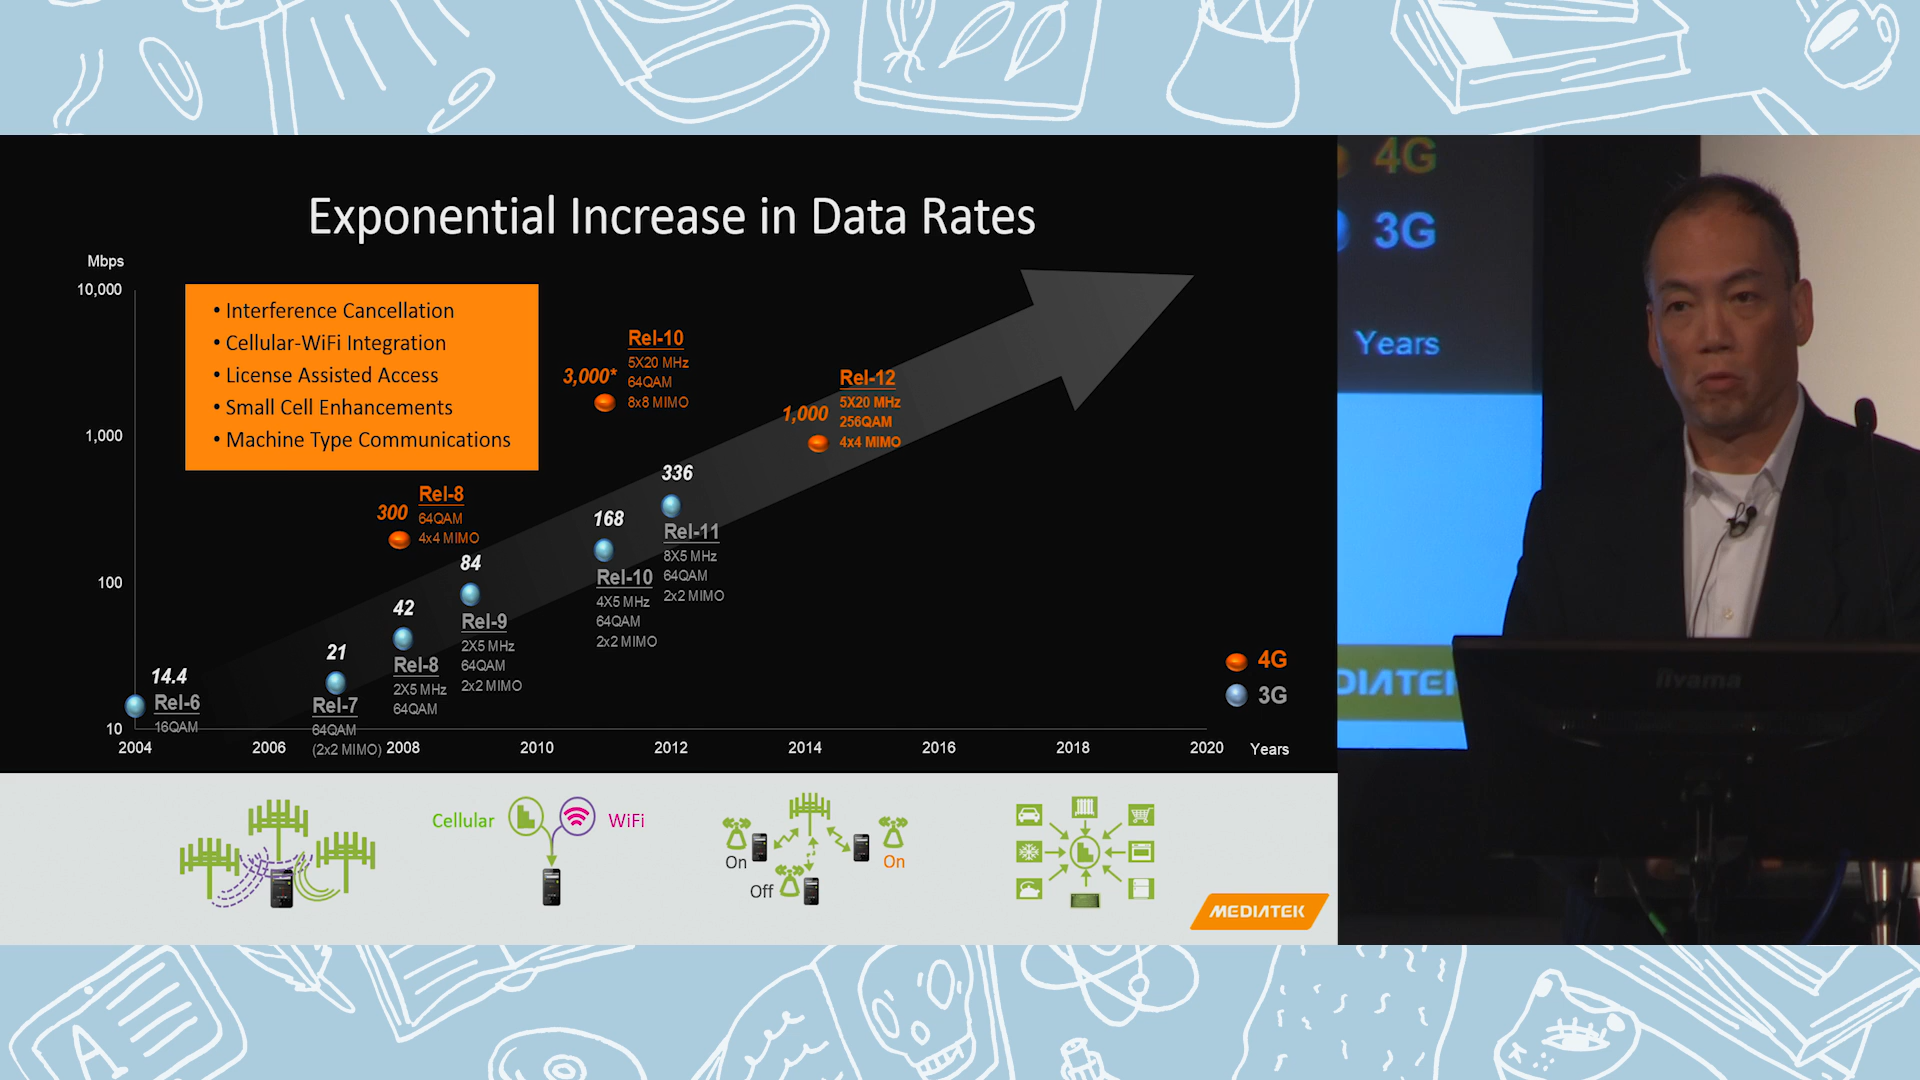 Exponential Increase in Data Rates
Mbps
10,000
1,000
100
10
• Interference Cancellation
• Cellular-WiFi Integration
• License Assisted Access
• Small Cell Enhancements
• Machine Type Communications
3,000*
Rel-10
5X20 MHz
64QAM
8x8 MIMO
1,000
Rel-12
5X20 MHz
256QAM
4x4 MIMO
300
Rel-8
64QAM
4x4 MIMO
14.4
Rel-6
16QAM
21
Rel-7
64QAM
(2x2 MIMO)
42
Rel-8
2X5 MHz
64QAM
84
Rel-9
2X5 MHz
64QAM
2x2 MIMO
168
Rel-10
4X5 MHz
64QAM
2x2 MIMO
336
Rel-11
8X5 MHz
64QAM
2x2 MIMO
4G
3G
2004
2006
2008
2010
2012
2014
2016
2018
2020
Years
Cellular
WiFi
On
Off
On
MEDIATEK
4G
3G
Years
DIATE
iiyama
A